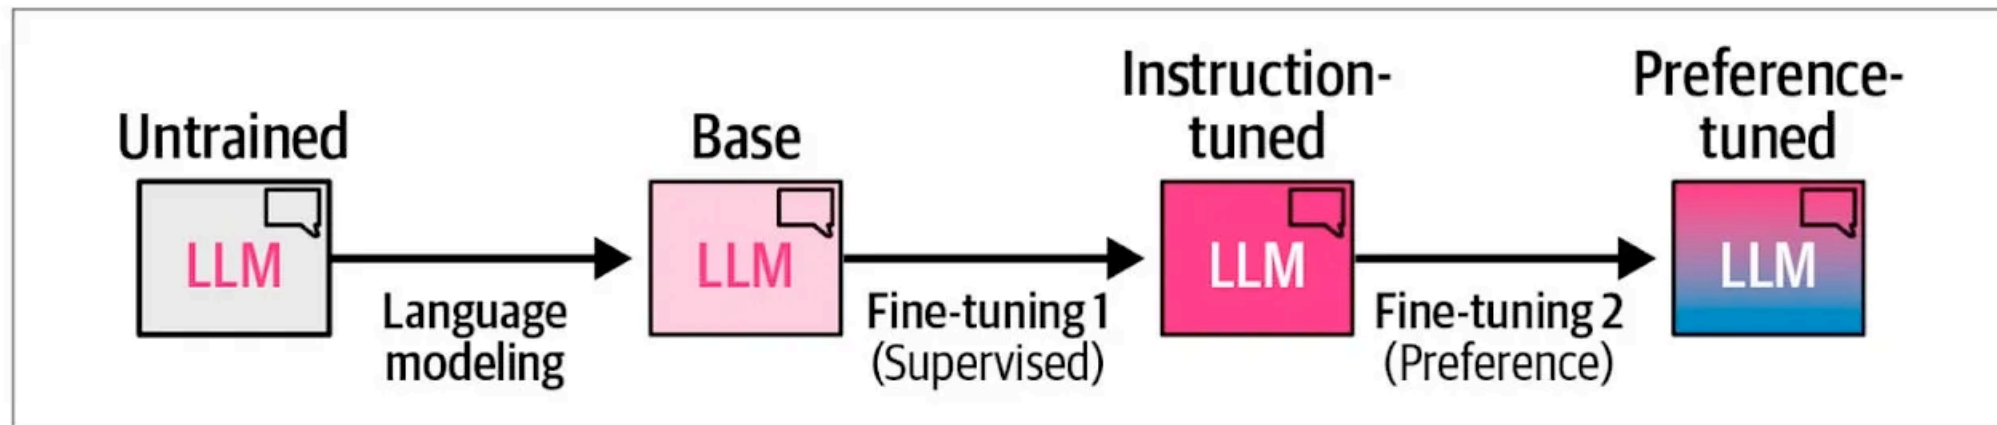 Untrained
LLM
Language
modeling
Base
LLM
Fine-tuning 1
(Supervised)
Instruction-
tuned
LLM
Fine-tuning 2
(Preference)
Preference-
tuned
LLM